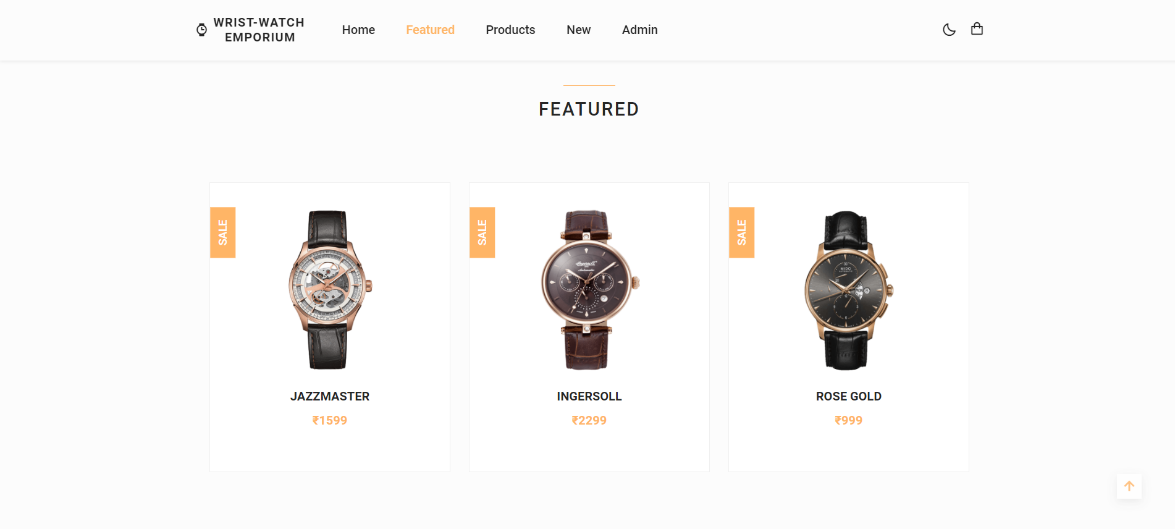 WRIST-WATCH
EMPORIUM
Home
Featured
Products
New
Admin
FEATURED
SALE
SALE
SALE
JAZZMASTER
INGERSOLL
ROSE GOLD
₹1599
₹2299
₹999